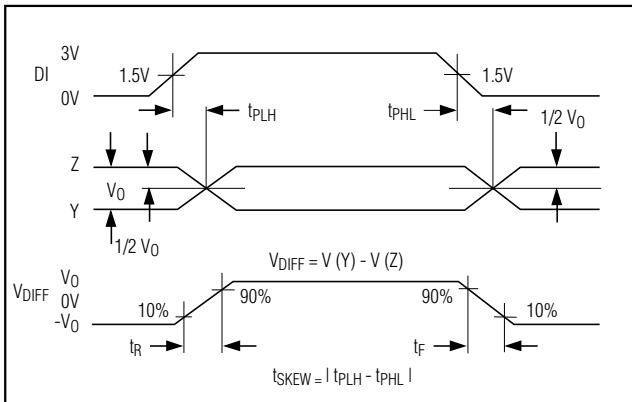 3V
DI
1.5V
1.5V
0V
tPLH
tPHL
1/2 VO
Z
VO
Y
1/2 VO
VDIFF = V (Y) - V (Z)
VO
VDIFF
0V
-VO
10%
90%
90%
10%
tR
tF
tSKEW = | tPLH - tPHL |